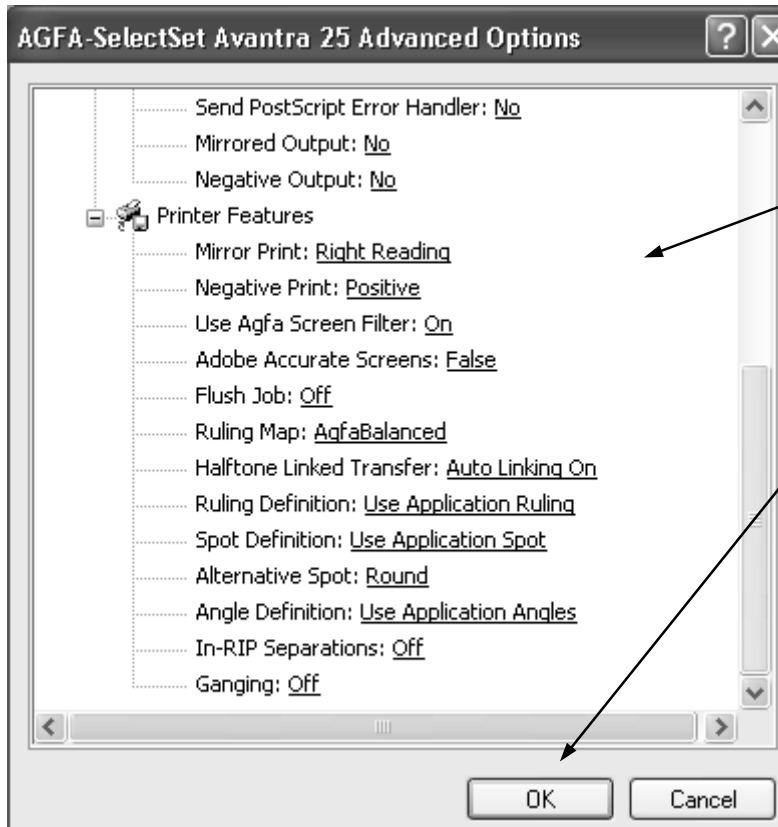 AGFA-SelectSet Avantra 25 Advanced Options
Send PostScript Error Handler: No
Mirrored Output: No
Negative Output: No
Printer Features
Mirror Print: Right Reading
Negative Print: Positive
Use Agfa Screen Filter: On
Adobe Accurate Screens: False
Flush Job: Off
Ruling Map: AgfaBalanced
Halftone Linked Transfer: Auto Linking On
Ruling Definition: Use Application Ruling
Spot Definition: Use Application Spot
Alternative Spot: Round
Angle Definition: Use Application Angles
In-RIP Separations: Off
Ganging: Off
OK Cancel